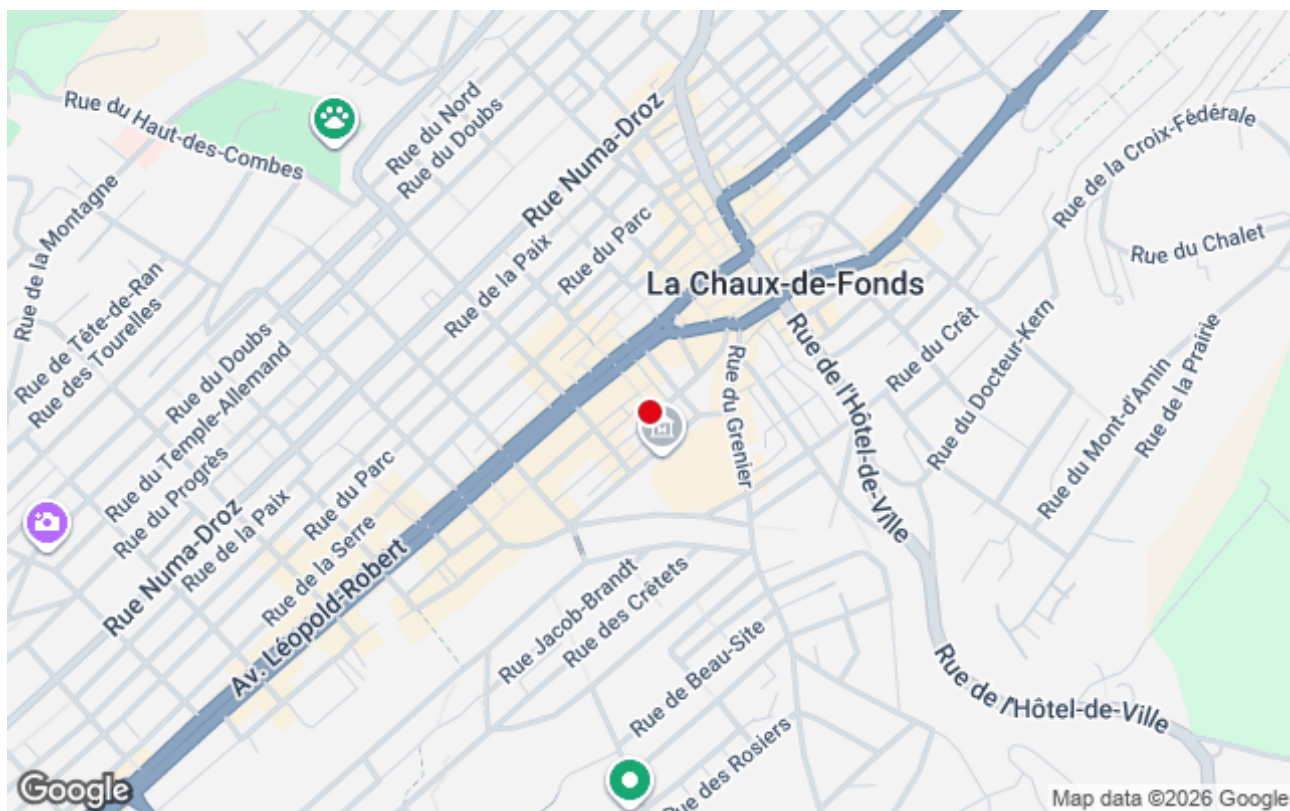 Rue du Haut-des-Combes
Rue du Nord
Rue du Doubs
Rue Numa-Droz
Rue de la Croix-Fédérale
Rue du Chalet
Rue de la Montagne
Rue de la Paix
Rue du Parc
La Chaux-de-Fonds
Rue de Tête-de-Ran
Rue des Tourelles
Rue du Doubs
Rue du Temple-Allemand
Rue du Progrès
Rue Numa-Droz
Rue de la Paix
Rue du Parc
Rue de la Serre
Av. Léopold-Robert
Rue du Grenier
Rue de l'Hôtel-de-Ville
Rue du Crêt
Rue du Docteur-Kern
Rue du Mont-d'Amin
Rue de la Prairie
Rue Jacob-Brandt
Rue des Crêtets
Rue de Beau-Site
Rue des Rosiers
Rue de l'Hôtel-de-Ville
Google
Map data ©2026 Google